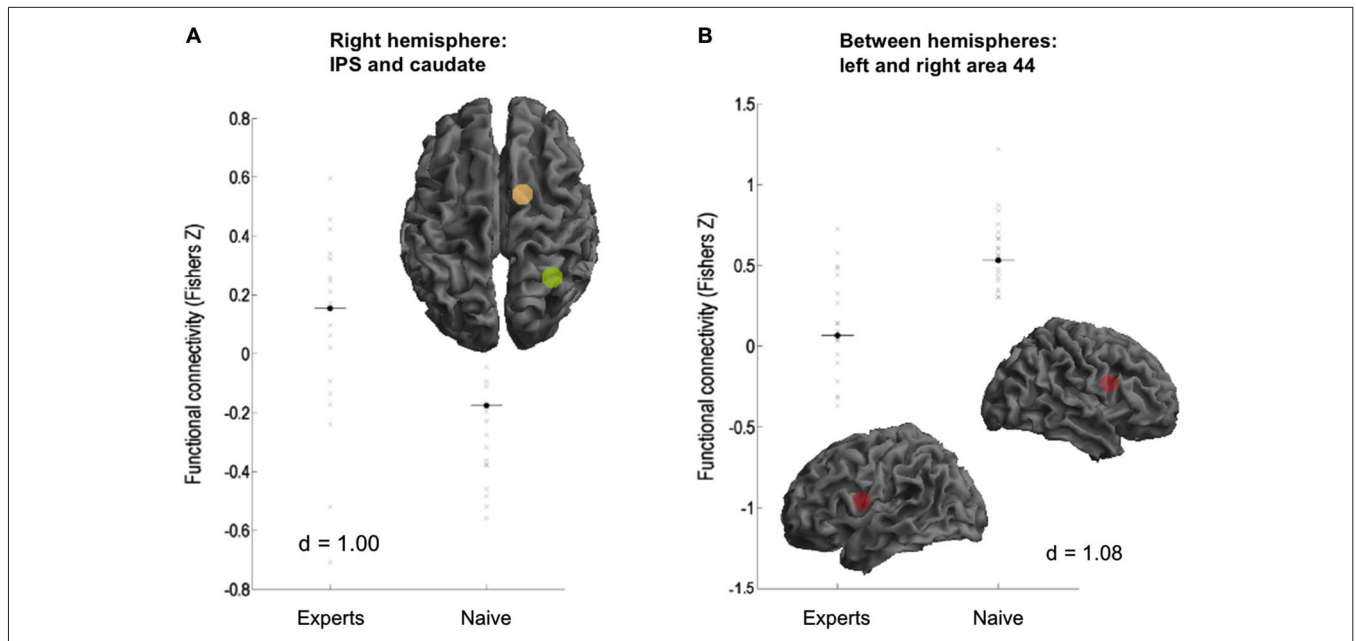 A
Right hemisphere:
IPS and caudate
Functional connectivity (Fishers Z)
0.8
0.6
0.4
0.2
0
-0.2
-0.4
-0.6
-0.8
d = 1.00
Experts
Naive
B
Between hemispheres:
left and right area 44
Functional connectivity (Fishers Z)
1.5
1
0.5
0
-0.5
-1
-1.5
d = 1.08
Experts
Naive